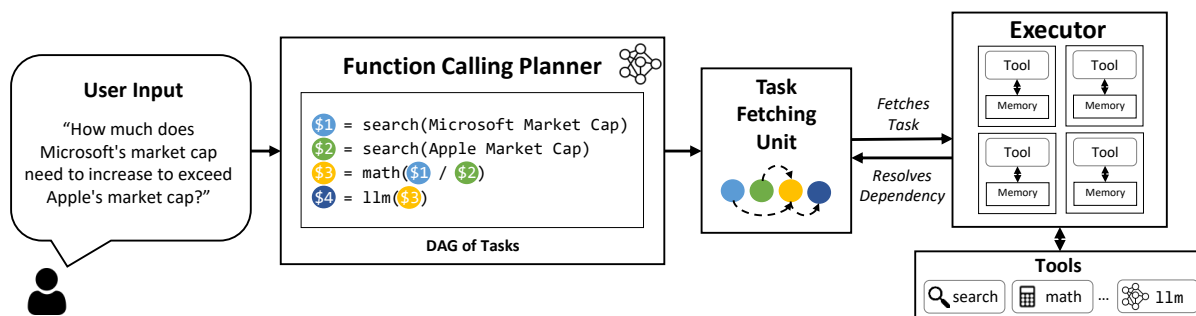 User Input
“How much does
Microsoft's market cap
need to increase to exceed
Apple's market cap?”
Function Calling Planner
$1 = search(Microsoft Market Cap)
$2 = search(Apple Market Cap)
$3 = math($1 / $2)
$4 = llm($3)
DAG of Tasks
Task
Fetching
Unit
Fetches
Task
Resolves
Dependency
Executor
Tool
Memory
Tool
Memory
Tool
Memory
Tool
Memory
Tools
search
math
...
llm